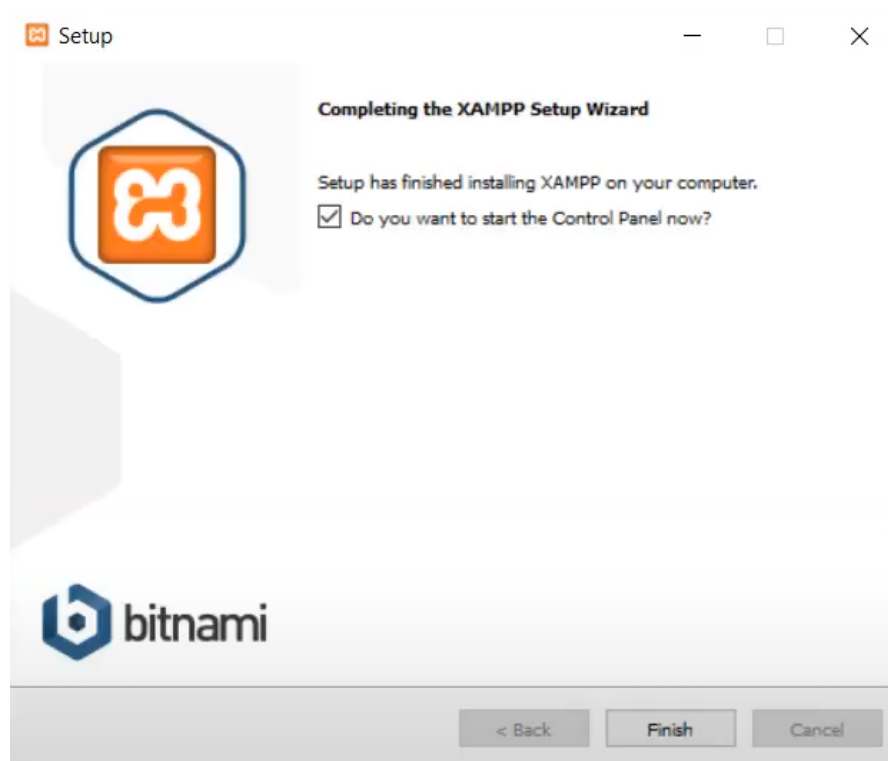 Setup
Completing the XAMPP Setup Wizard
Setup has finished installing XAMPP on your computer.
Do you want to start the Control Panel now?
bitnami
< Back
Finish
Cancel